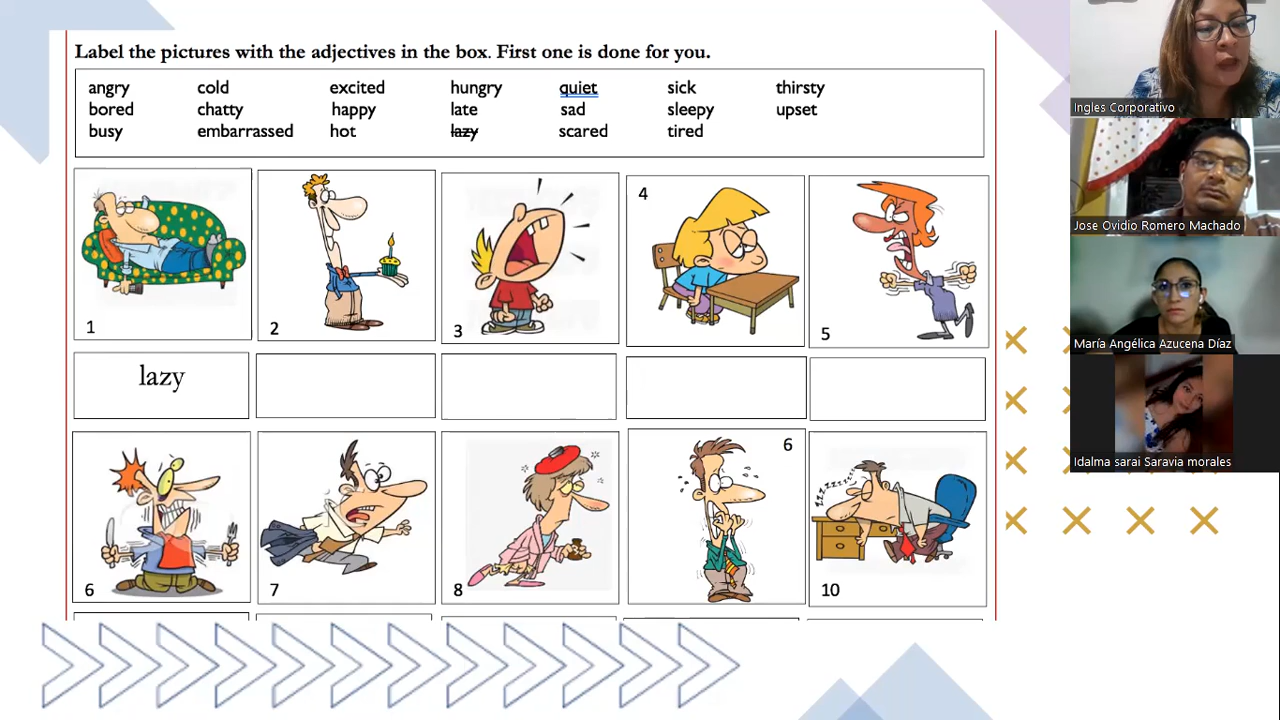 Label the pictures with the adjectives in the box. First one is done for you.
angry cold excited hungry quiet sick thirsty
bored chatty happy late sad sleepy upset
busy embarrassed hot lazy scared tired
1
2
3
4
5
lazy
6
7
8
6
10
zzzzzzz
Ingles Corporativo
Jose Ovidio Romero Machado
María Angélica Azucena Díaz
Idalma sarai Saravia morales